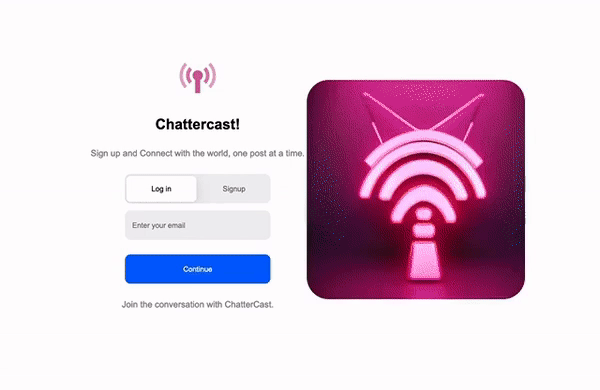 Chattercast!
Sign up and Connect with the world, one post at a time.
Log in
Signup
Enter your email
Continue
Join the conversation with ChatterCast.